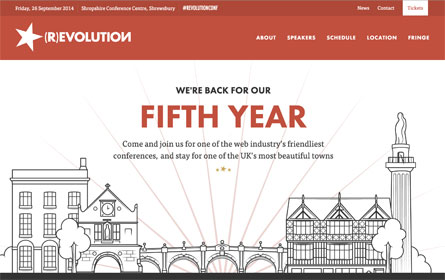 Friday, 26 September 2014 Shropshire Conference Centre, Shrewsbury #REVOLUTIONCONF News Contact Tickets
(R)EVOLUTION
ABOUT SPEAKERS SCHEDULE LOCATION FRINGE
WE'RE BACK FOR OUR
FIFTH YEAR
Come and join us for one of the web industry's friendliest
conferences, and stay for one of the UK's most beautiful towns